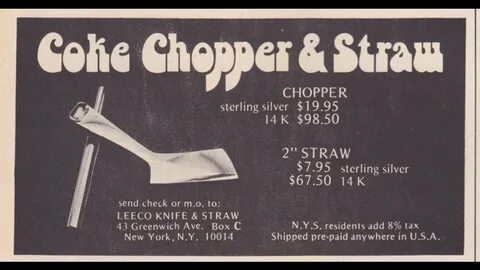 Coke Chopper & Straw
CHOPPER
sterling silver $19.95
14 K $98.50
2" STRAW
$7.95 sterling silver
$67.50 14 K
send check or m.o. to:
LEECO KNIFE & STRAW
43 Greenwich Ave. Box C
New York, N.Y. 10014
N.Y.S. residents add 8% tax
Shipped pre-paid anywhere in U.S.A.